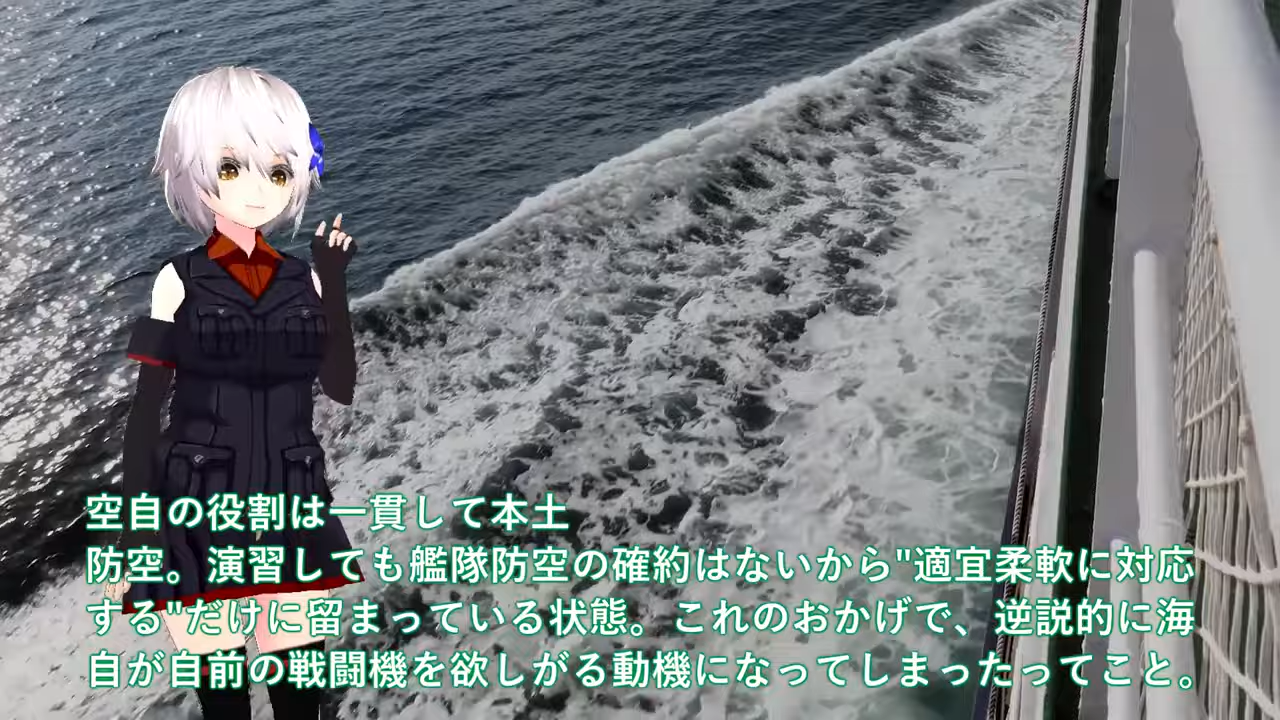 空自の役割は一貫して本土
防空。演習しても艦隊防空の確約はないから"適宜柔軟に対応
する"だけに留まっている状態。これのおかげで、逆説的に海
自が自前の戦闘機を欲しがる動機になってしまったってこと。